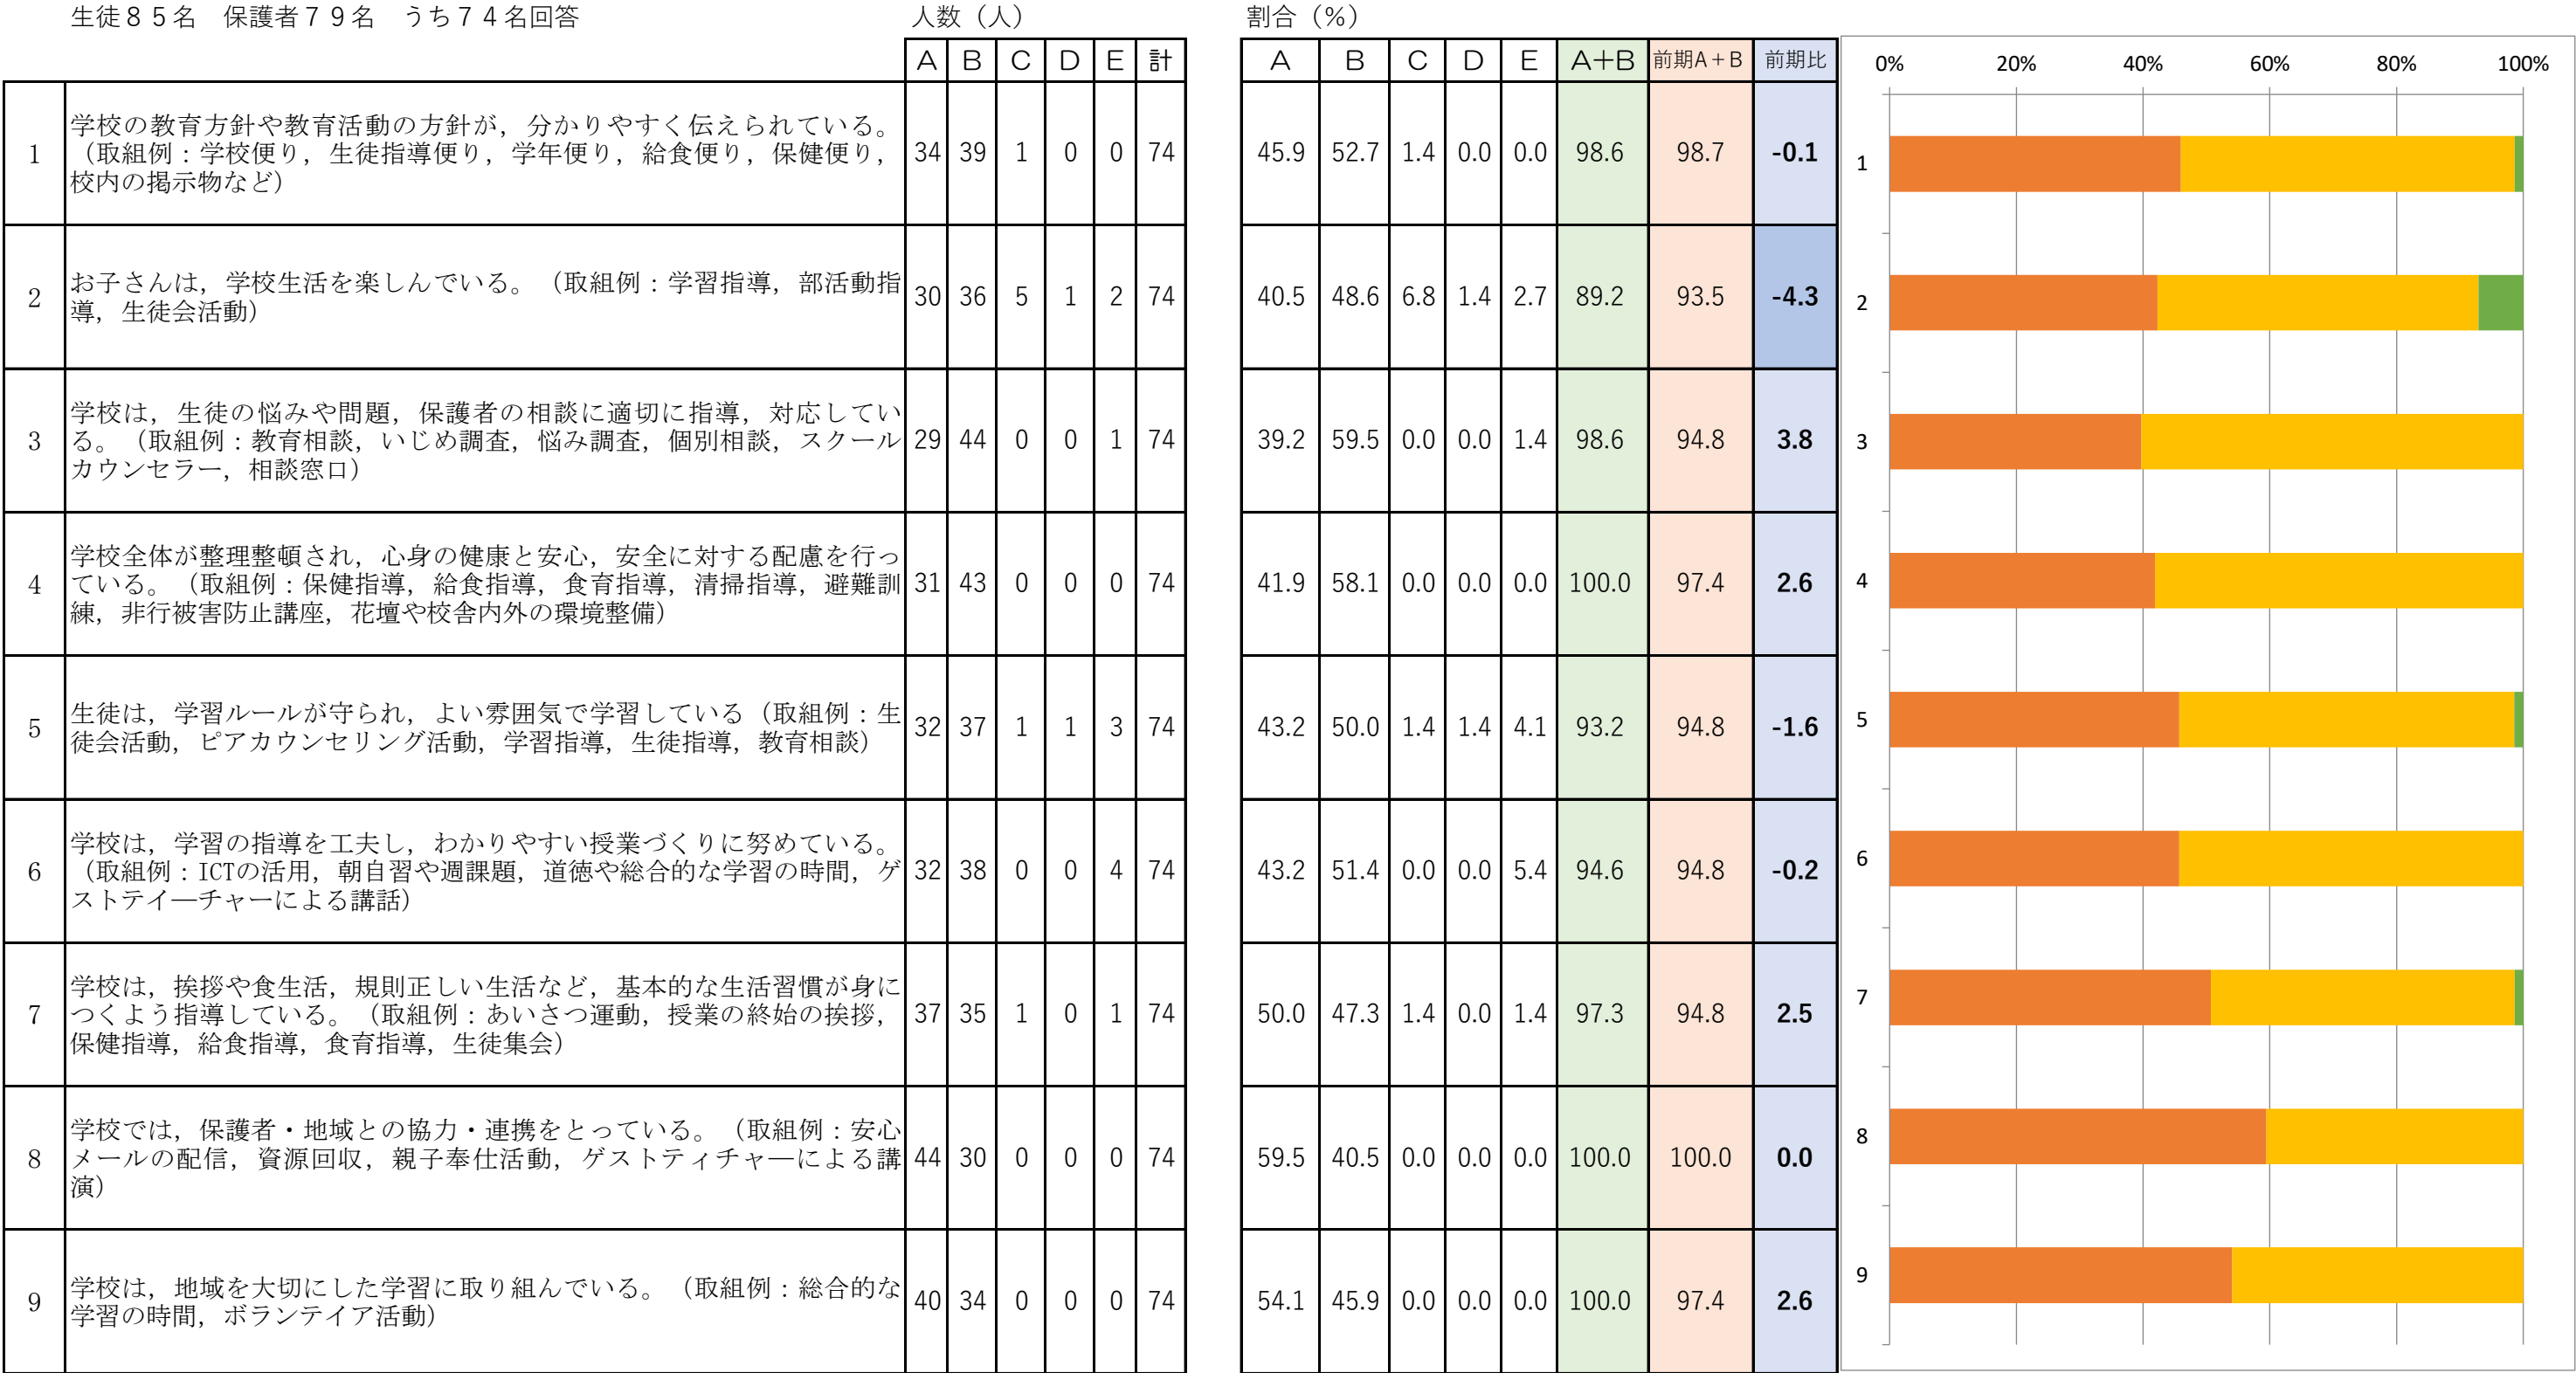 生徒８５名　保護者７９名　うち７４名回答　人数（人）　割合（%）
A B C D E 計 A B C D E A+B 前期A＋B 前期比 0% 20% 40% 60% 80% 100%
学校の教育方針や教育活動の方針が，分かりやすく伝えられている。
1 （取組例：学校便り，生徒指導便り，学年便り，給食便り，保健便り， 34 39 1 0 0 74 45.9 52.7 1.4 0.0 0.0 98.6 98.7 -0.1 1
校内の掲示物など）
お子さんは，学校生活を楽しんでいる。（取組例：学習指導，部活動指
2 導，生徒会活動） 30 36 5 1 2 74 40.5 48.6 6.8 1.4 2.7 89.2 93.5 -4.3 2
学校は，生徒の悩みや問題，保護者の相談に適切に指導，対応してい
3 る。（取組例：教育相談，いじめ調査，悩み調査，個別相談，スクール 29 44 0 0 1 74 39.2 59.5 0.0 0.0 1.4 98.6 94.8 3.8 3
カウンセラー，相談窓口）
学校全体が整理整頓され，心身の健康と安心，安全に対する配慮を行っ
4 ている。（取組例：保健指導，給食指導，食育指導，清掃指導，避難訓 31 43 0 0 0 74 41.9 58.1 0.0 0.0 0.0 100.0 97.4 2.6 4
練，非行被害防止講座，花壇や校舎内外の環境整備）
生徒は，学習ルールが守られ，よい雰囲気で学習している（取組例：生
5 徒会活動，ピアカウンセリング活動，学習指導，生徒指導，教育相談） 32 37 1 1 3 74 43.2 50.0 1.4 1.4 4.1 93.2 94.8 -1.6 5
学校は，学習の指導を工夫し，わかりやすい授業づくりに努めている。
6 （取組例：ICTの活用，朝自習や週課題，道徳や総合的な学習の時間，ゲ 32 38 0 0 4 74 43.2 51.4 0.0 0.0 5.4 94.6 94.8 -0.2 6
ストテイ―チャーによる講話）
学校は，挨拶や食生活，規則正しい生活など，基本的な生活習慣が身に
7 つくよう指導している。（取組例：あいさつ運動，授業の終始の挨拶， 37 35 1 0 1 74 50.0 47.3 1.4 0.0 1.4 97.3 94.8 2.5 7
保健指導，給食指導，食育指導，生徒集会）
学校では，保護者・地域との協力・連携をとっている。（取組例：安心
8 メールの配信，資源回収，親子奉仕活動，ゲストティチャ―による講 44 30 0 0 0 74 59.5 40.5 0.0 0.0 0.0 100.0 100.0 0.0 8
演）
学校は，地域を大切にした学習に取り組んでいる。（取組例：総合的な
9 学習の時間，ボランテイア活動） 40 34 0 0 0 74 54.1 45.9 0.0 0.0 0.0 100.0 97.4 2.6 9